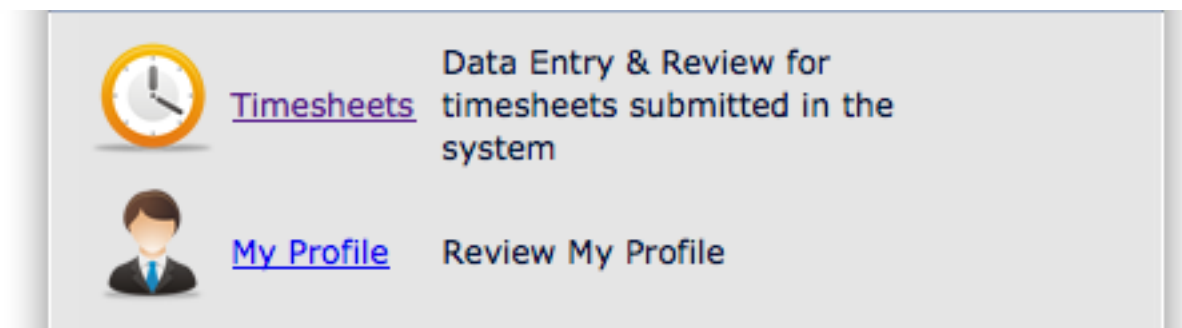 Timesheets
Data Entry & Review for
timesheets submitted in the
system
My Profile
Review My Profile